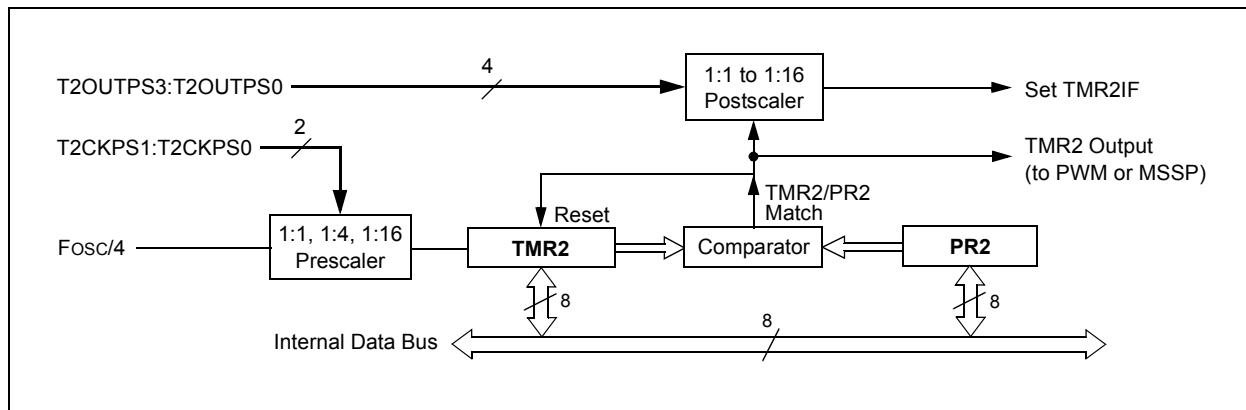 T2OUTPS3:T2OUTPS0
4
1:1 to 1:16
Postscaler
Set TMR2IF
T2CKPS1:T2CKPS0
2
TMR2 Output
(to PWM or MSSP)
TMR2/PR2
Match
Reset
FOSC/4
1:1, 1:4, 1:16
Prescaler
TMR2
Comparator
PR2
8
8
Internal Data Bus
8